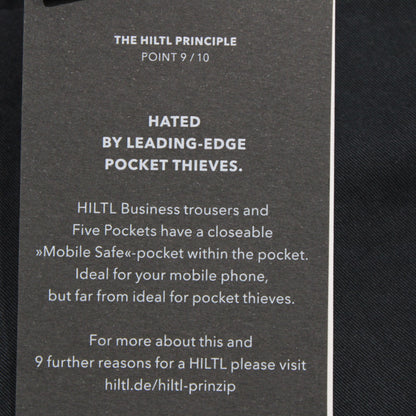 THE HILTL PRINCIPLE
POINT 9 / 10
HATED
BY LEADING-EDGE
POCKET THIEVES.
HILTL Business trousers and
Five Pockets have a closeable
»Mobile Safe«-pocket within the pocket.
Ideal for your mobile phone,
but far from ideal for pocket thieves.
For more about this and
9 further reasons for a HILTL please visit
hiltl.de/hiltl-prinzip